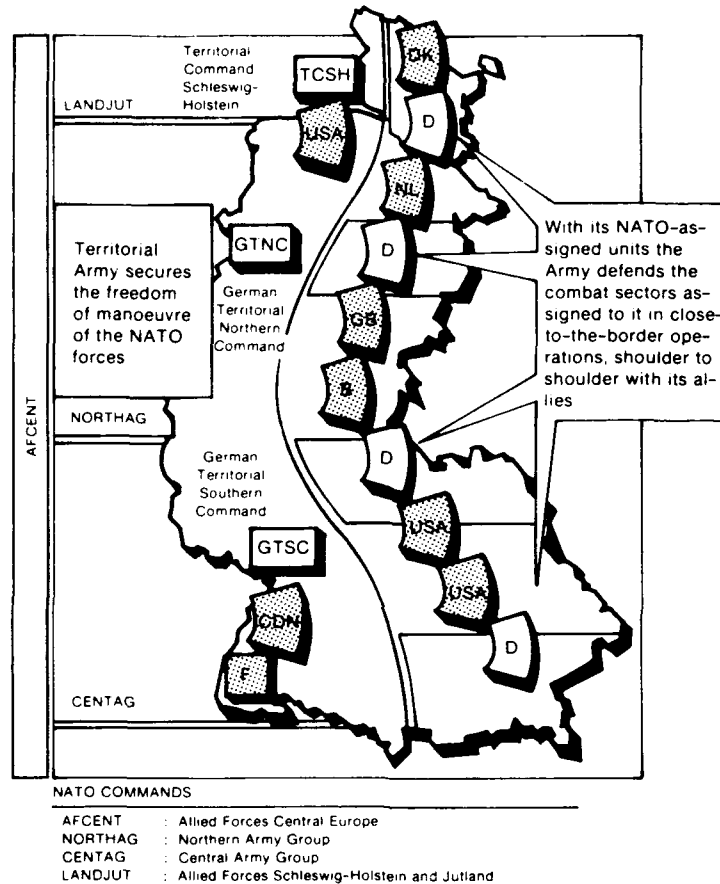 Territorial
Command
Schleswig-
Holstein
TCSH
DK
LANDJUT
USA
D
NL
Territorial
Army secures
the freedom
of manoeuvre
of the NATO
forces
GTNC
German
Territorial
Northern
Command
D
With its NATO-as-
signed units the
Army defends the
combat sectors as-
signed to it in close-
to-the-border ope-
rations, shoulder to
shoulder with its al-
lies
GB
B
AFCENT
NORTHAG
German
Territorial
Southern
Command
D
USA
GTSC
USA
CDN
D
F
CENTAG
NATO COMMANDS
AFCENT : Allied Forces Central Europe
NORTHAG : Northern Army Group
CENTAG : Central Army Group
LANDJUT : Allied Forces Schleswig-Holstein and Jutland